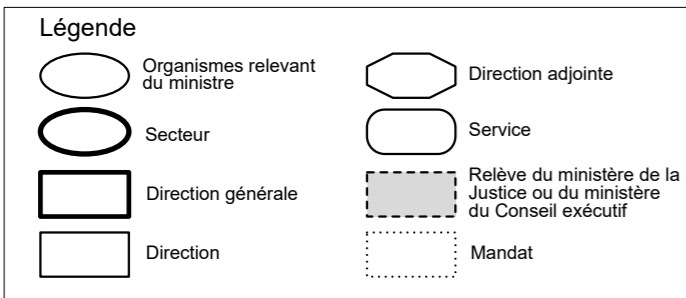 Légende
Organismes relevant
du ministre
Secteur
Direction générale
Direction
Direction adjointe
Service
Relève du ministère de la
Justice ou du ministère
du Conseil exécutif
Mandat